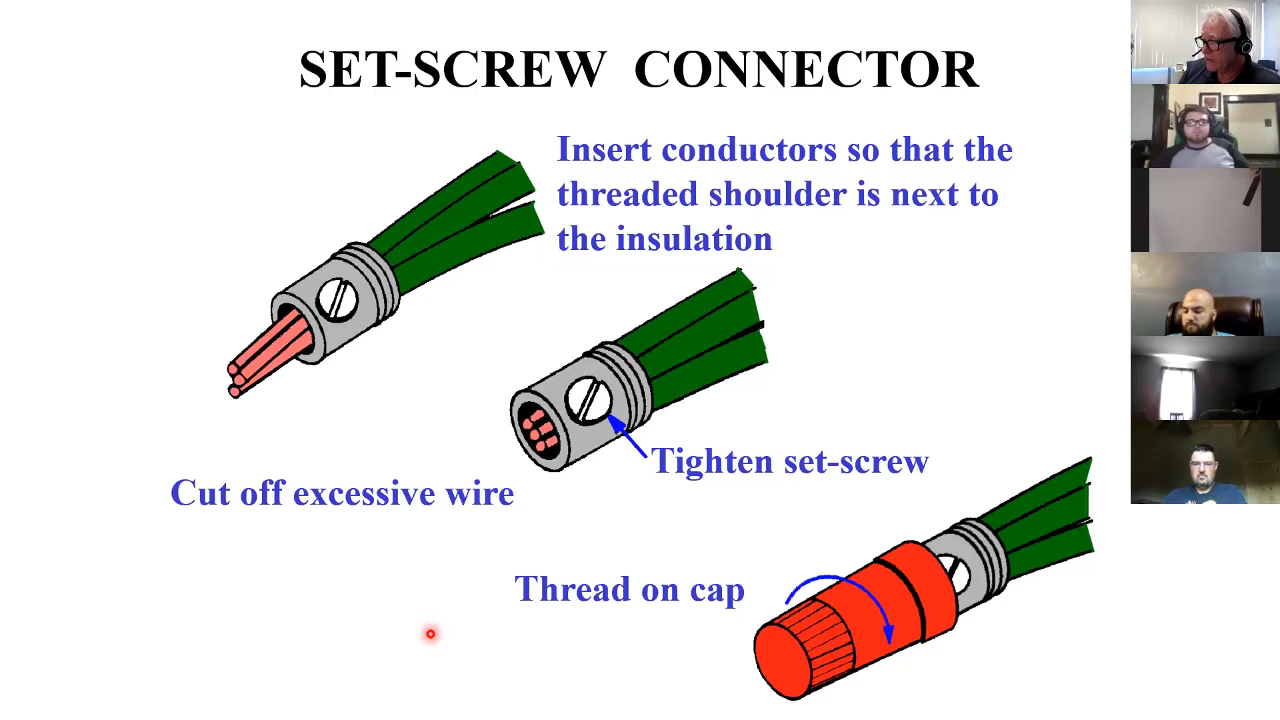 SET-SCREW CONNECTOR
Insert conductors so that the
threaded shoulder is next to
the insulation
Tighten set-screw
Cut off excessive wire
Thread on cap